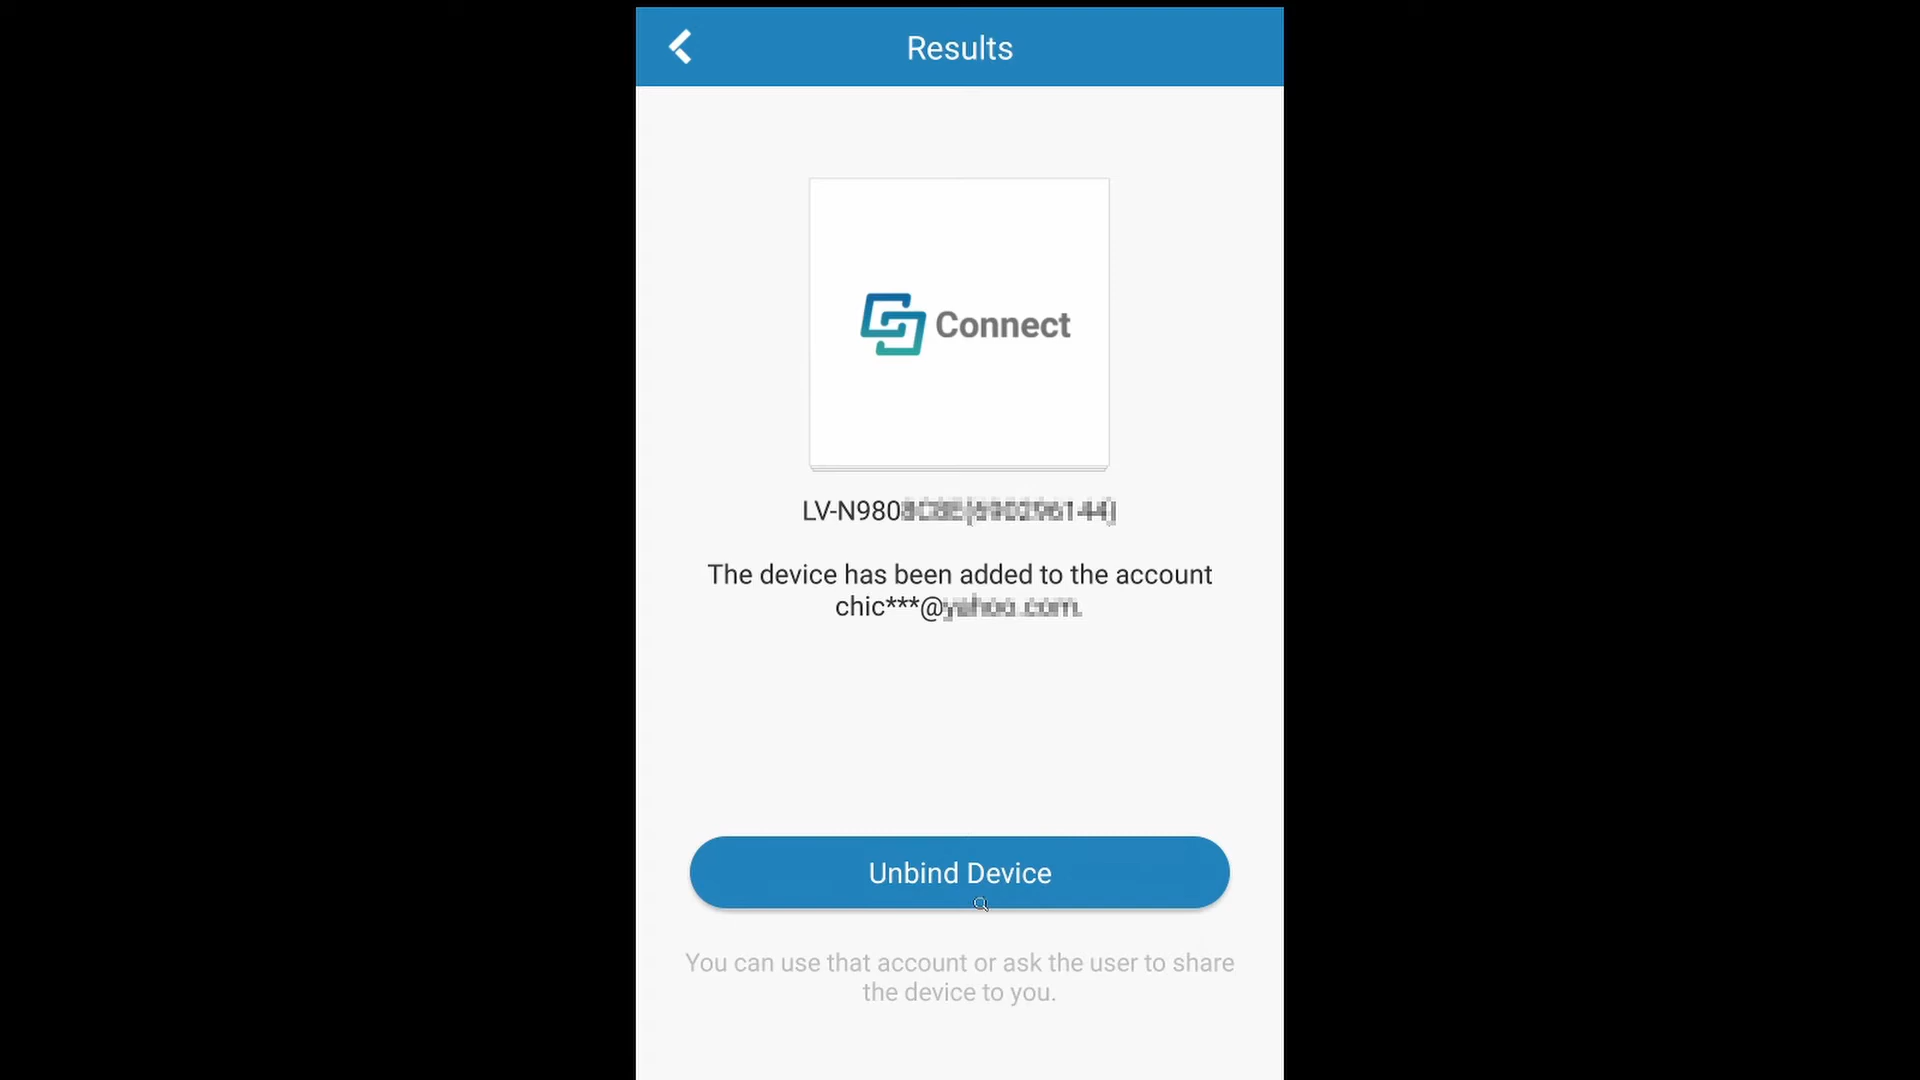 Results
Connect
LV-N980
The device has been added to the account
chic***@
Unbind Device
You can use that account or ask the user to share
the device to you.